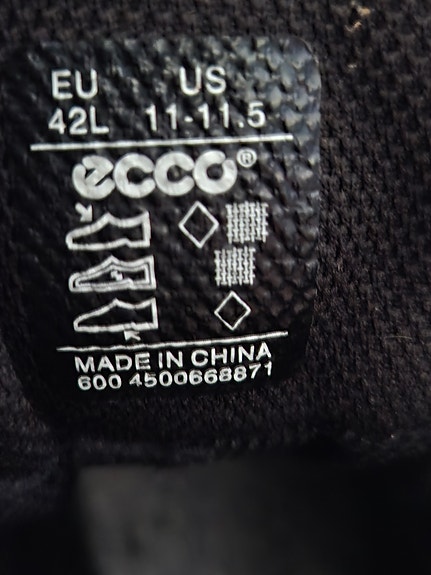 EU US
42L 11-11.5
ecco®
MADE IN CHINA
600 4500668871